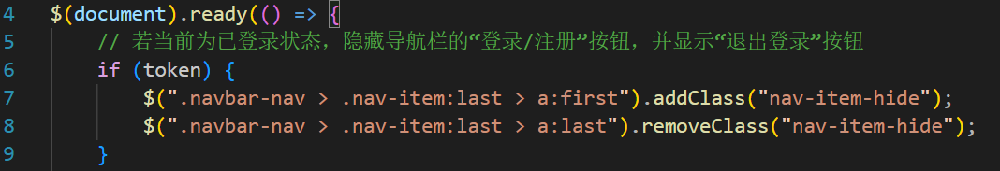 4 $(document).ready(() => {
5 // 若当前为已登录状态，隐藏导航栏的“登录/注册”按钮，并显示“退出登录”按钮
6 if (token) {
7 $(".navbar-nav > .nav-item:last > a:first").addClass("nav-item-hide");
8 $(".navbar-nav > .nav-item:last > a:last").removeClass("nav-item-hide");
9 }